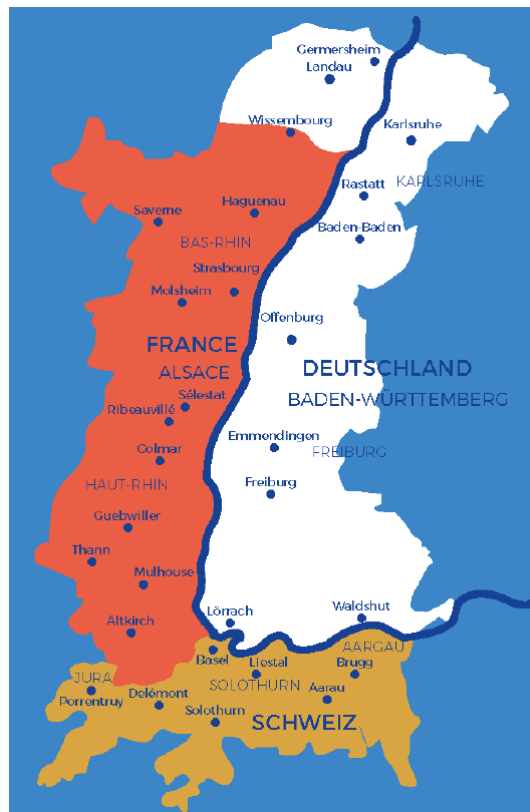 Germersheim
Landau
Wissembourg
Karlsruhe
Rastatt
KARLSRUHE
Haguenau
Saverne
Baden-Baden
BAS-RHIN
Strasbourg
Molsheim
Offenburg
FRANCE
ALSACE
DEUTSCHLAND
BADEN-WÜRTTEMBERG
Sélestat
Ribeauvillé
Emmendingen
Colmar
FREIBURG
HAUT-RHIN
Freiburg
Guebwiller
Thann
Mulhouse
Lörrach
Waldshut
Altkirch
Basel
Liestal
AARGAU
Brugg
JURA
SOLOTHURN
Porrentruy
Delémont
Aarau
Solothurn
SCHWEIZ